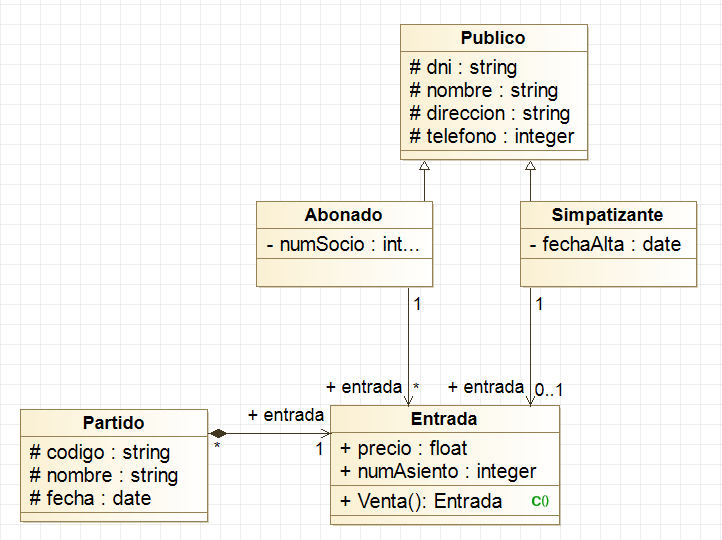 Publico
# dni : string
# nombre : string
# direccion : string
# telefono : integer
Abonado
- numSocio : int...
Simpatizante
- fechaAlta : date
1
1
+ entrada
*
+ entrada
0..1
Partido
# codigo : string
# nombre : string
# fecha : date
+ entrada
*
1
Entrada
+ precio : float
+ numAsiento : integer
+ Venta(): Entrada
C()